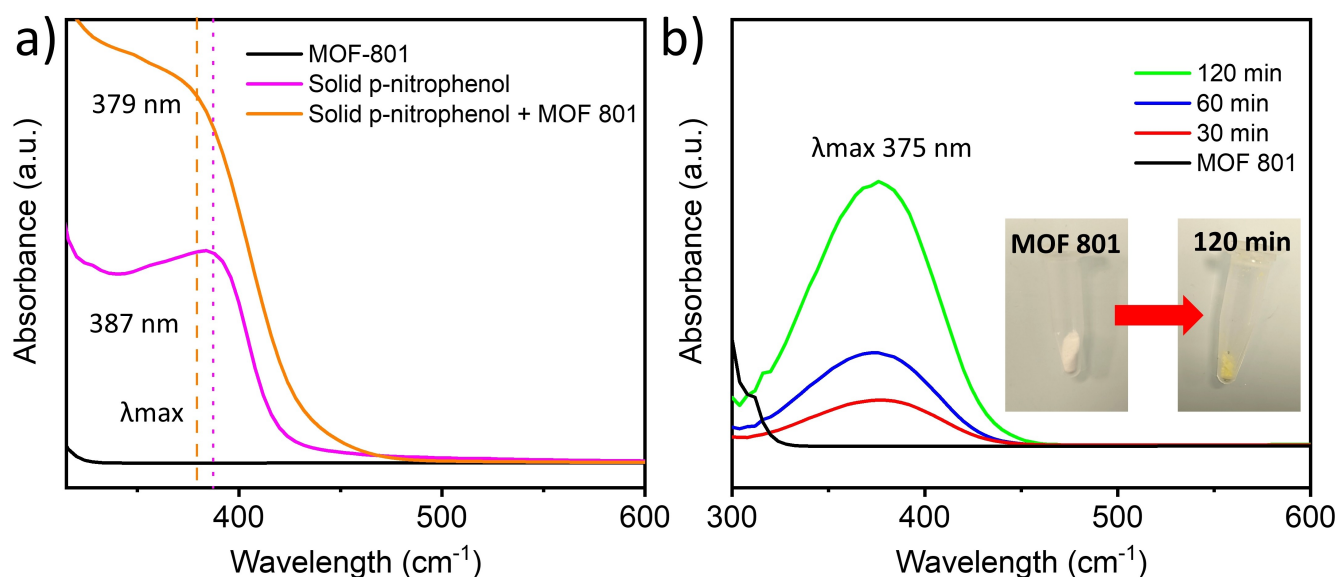 a)
MOF-801
Solid p-nitrophenol
Solid p-nitrophenol + MOF 801
379 nm
387 nm
λmax
Absorbance (a.u.)
400
500
600
Wavelength (cm⁻¹)
b)
120 min
60 min
30 min
MOF 801
λmax 375 nm
MOF 801
120 min
Absorbance (a.u.)
300
400
500
600
Wavelength (cm⁻¹)